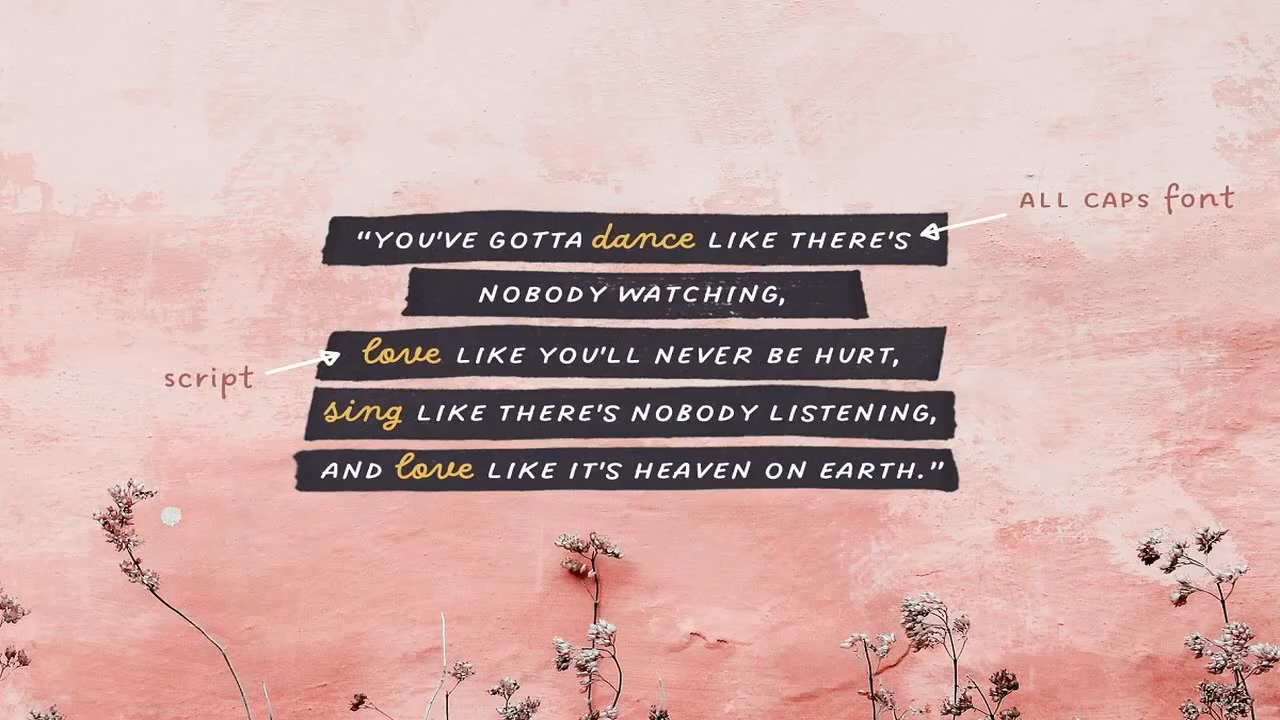 ALL CAPS font
"YOU'VE GOTTA dance LIKE THERE'S
NOBODY WATCHING,
love LIKE YOU'LL NEVER BE HURT,
script
sing LIKE THERE'S NOBODY LISTENING,
AND love LIKE IT'S HEAVEN ON EARTH."